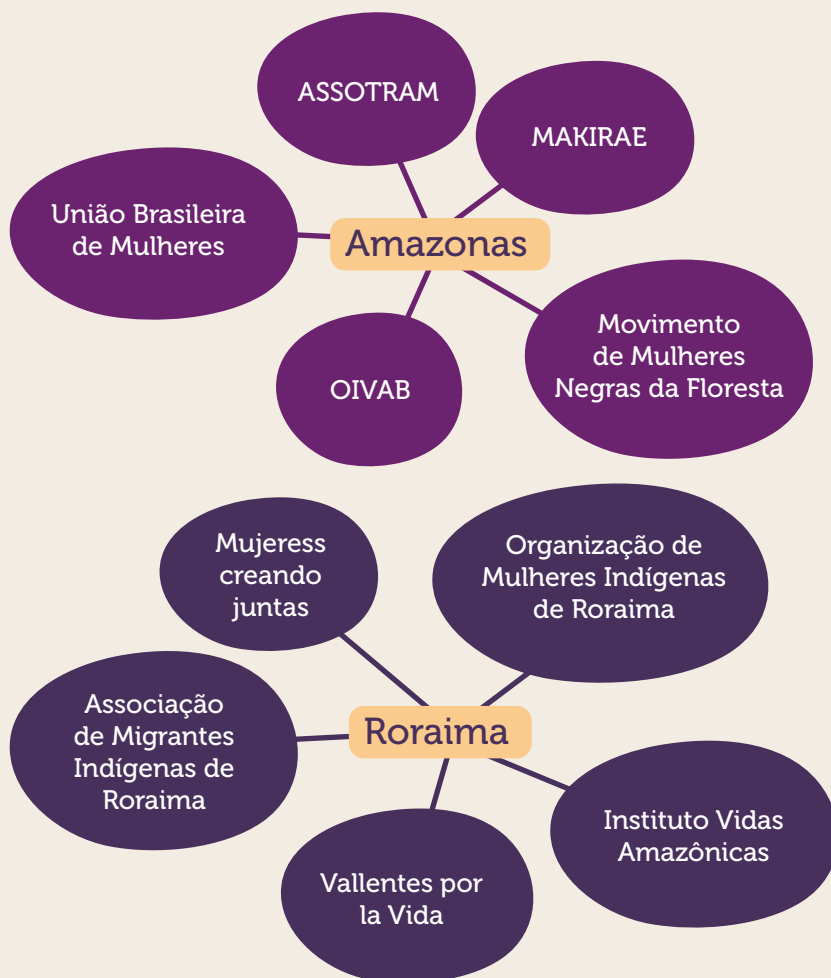 ASSOTRAM
MAKIRAE
União Brasileira
de Mulheres
Amazonas
Movimento
de Mulheres
Negras da Floresta
OIVAB
Mujeress
creando
juntas
Organização de
Mulheres Indígenas
de Roraima
Associação
de Migrantes
Indígenas de
Roraima
Roraima
Instituto Vidas
Amazônicas
Vallentes por
la Vida